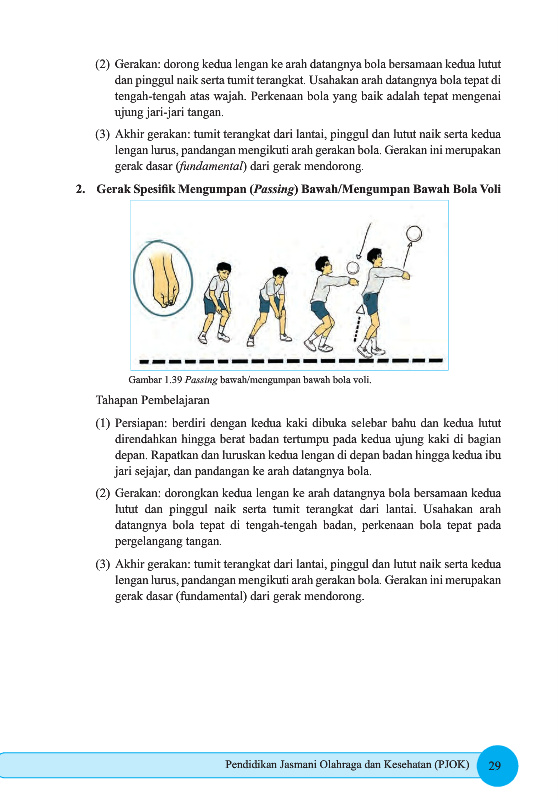 (2) Gerakan: dorong kedua lengan ke arah datangnya bola bersamaan kedua lutut
dan pinggul naik serta tumit terangkat. Usahakan arah datangnya bola tepat di
tengah-tengah atas wajah. Perkenaan bola yang baik adalah tepat mengenai
ujung jari-jari tangan.
(3) Akhir gerakan: tumit terangkat dari lantai, pinggul dan lutut naik serta kedua
lengan lurus, pandangan mengikuti arah gerakan bola. Gerakan ini merupakan
gerak dasar (fundamental) dari gerak mendorong.
2. Gerak Spesifik Mengumpan (Passing) Bawah/Mengumpan Bawah Bola Voli
Gambar 1.39 Passing bawah/mengumpan bawah bola voli.
Tahapan Pembelajaran
(1) Persiapan: berdiri dengan kedua kaki dibuka selebar bahu dan kedua lutut
direndahkan hingga berat badan tertumpu pada kedua ujung kaki di bagian
depan. Rapatkan dan luruskan kedua lengan di depan badan hingga kedua ibu
jari sejajar, dan pandangan ke arah datangnya bola.
(2) Gerakan: dorongkan kedua lengan ke arah datangnya bola bersamaan kedua
lutut dan pinggul naik serta tumit terangkat dari lantai. Usahakan arah
datangnya bola tepat di tengah-tengah badan, perkenaan bola tepat pada
pergelangang tangan.
(3) Akhir gerakan: tumit terangkat dari lantai, pinggul dan lutut naik serta kedua
lengan lurus, pandangan mengikuti arah gerakan bola. Gerakan ini merupakan
gerak dasar (fundamental) dari gerak mendorong.
Pendidikan Jasmani Olahraga dan Kesehatan (PJOK) 29